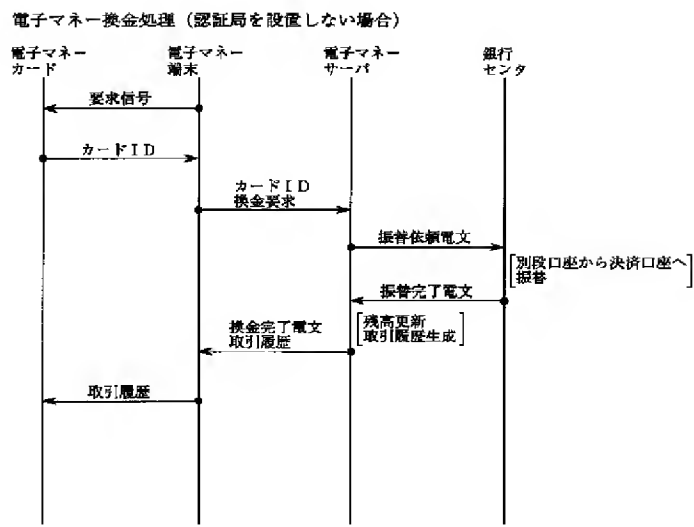 電子マネー換金処理（認証局を設置しない場合）
電子マネー
カード
電子マネー
端末
電子マネー
サーバ
銀行
センタ
要求信号
カードＩＤ
カードＩＤ
換金要求
振替依頼電文
別段口座から決済口座へ
振替
振替完了電文
残高更新
取引履歴生成
換金完了電文
取引履歴
取引履歴